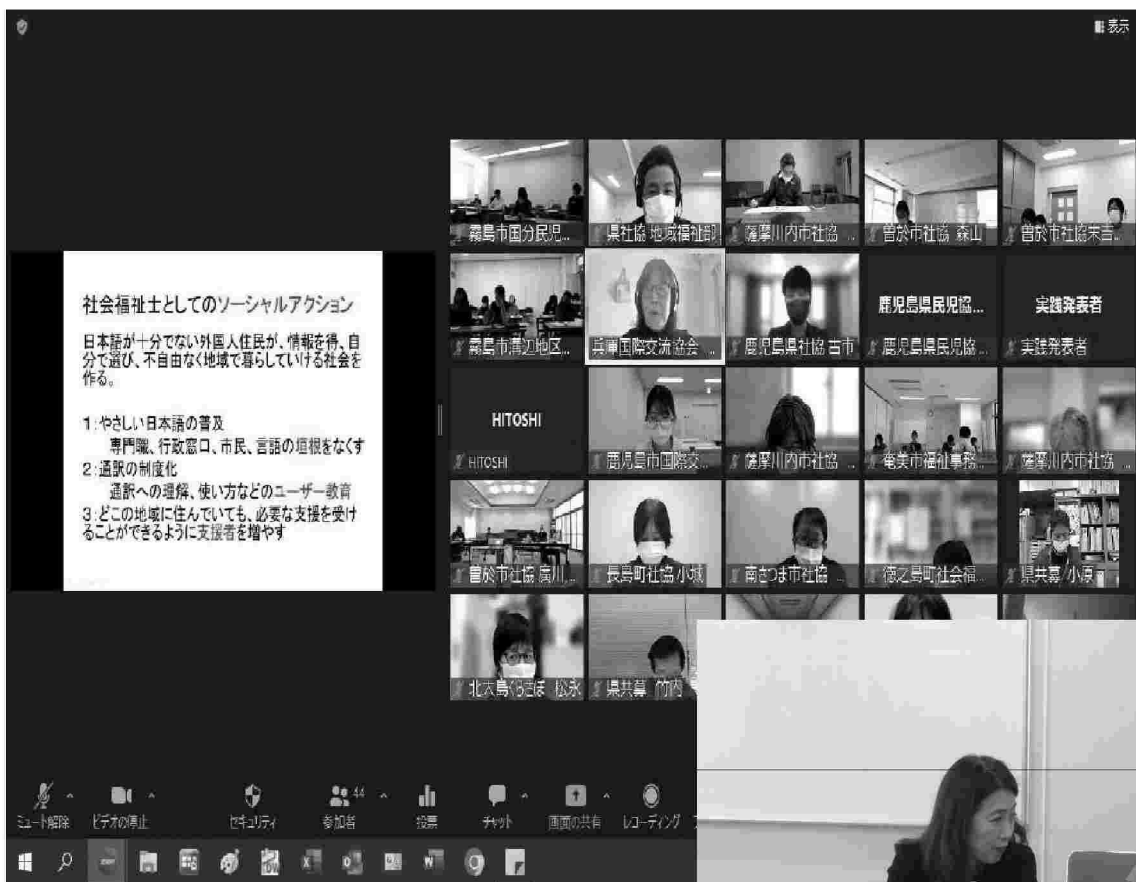 表示
社会福祉士としてのソーシャルアクション
日本語が十分でない外国人住民が、情報を得、自
分で選び、不自由なく地域で暮らしていける社会を
作る。
1：やさしい日本語の普及
専門職、行政窓口、市民、言語の垣根をなくす
2：通訳の制度化
通訳への理解、使い方などのユーザー教育
3：どこの地域に住んでいても、必要な支援を受け
ることができるように支援者を増やす
霧島市国分民児...
県社協 地域福祉部
薩摩川内市社協 ...
曽於市社協 森山
曽於市社協末吉...
霧島市溝辺地区...
兵庫国際交流協会 ...
鹿児島県社協 古市
鹿児島県民児協...
鹿児島県民児協...
実践発表者
実践発表者
HITOSHI
HITOSHI
鹿児島市国際交...
薩摩川内市社協 ...
奄美市福祉事務...
薩摩川内市社協 ...
曽於市社協 廣川...
長島町社協 小城
南さつま市社協 ...
徳之島町社会福...
県共募 小原
北大島くらさぽ 松永
県共募 竹内
ミュート解除
ビデオの停止
セキュリティ
参加者
44
投票
チャット
画面の共有
レコーディング